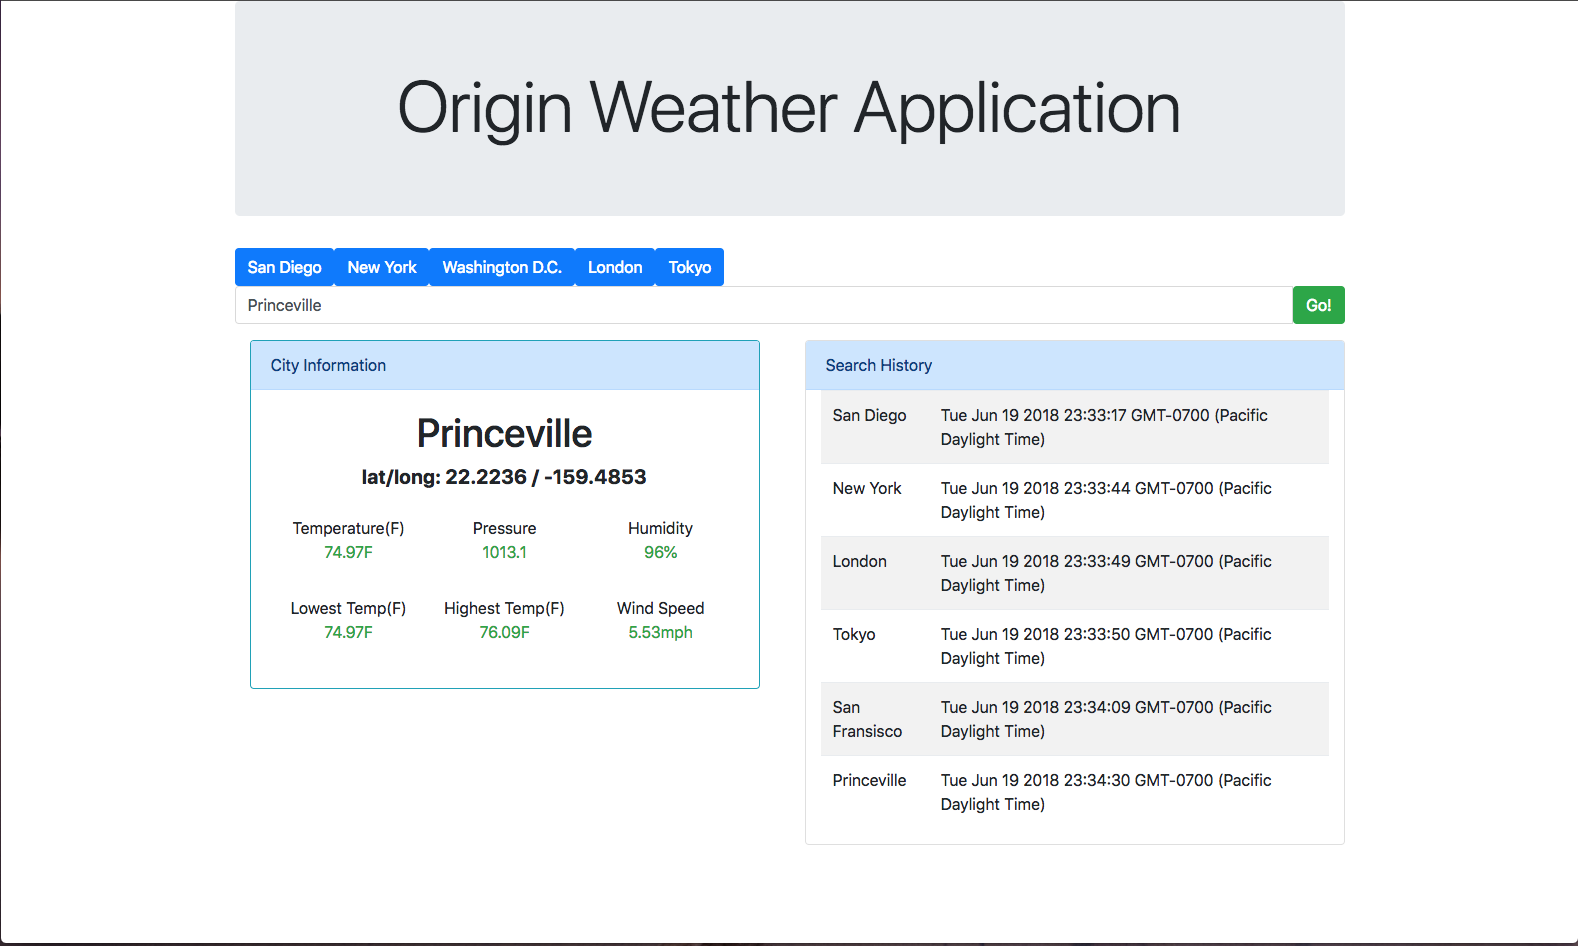 Origin Weather Application
San Diego New York Washington D.C. London Tokyo
Princeville Go!
City Information
Princeville
lat/long: 22.2236 / -159.4853
Temperature(F) Pressure Humidity
74.97F 1013.1 96%
Lowest Temp(F) Highest Temp(F) Wind Speed
74.97F 76.09F 5.53mph
Search History
San Diego Tue Jun 19 2018 23:33:17 GMT-0700 (Pacific
Daylight Time)
New York Tue Jun 19 2018 23:33:44 GMT-0700 (Pacific
Daylight Time)
London Tue Jun 19 2018 23:33:49 GMT-0700 (Pacific
Daylight Time)
Tokyo Tue Jun 19 2018 23:33:50 GMT-0700 (Pacific
Daylight Time)
San Tue Jun 19 2018 23:34:09 GMT-0700 (Pacific
Fransisco Daylight Time)
Princeville Tue Jun 19 2018 23:34:30 GMT-0700 (Pacific
Daylight Time)